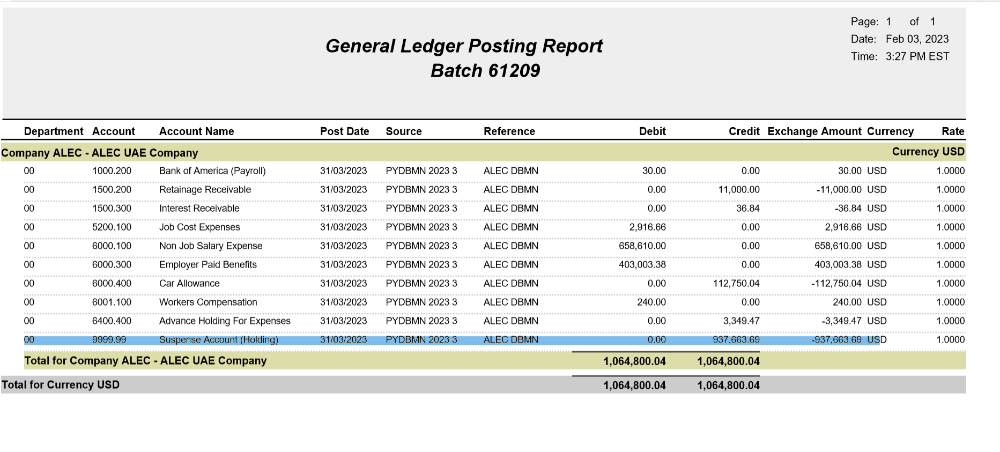 Page: 1 of 1
Date: Feb 03, 2023
Time: 3:27 PM EST
General Ledger Posting Report
Batch 61209
Department Account Account Name Post Date Source Reference Debit Credit Exchange Amount Currency Rate
Company ALEC - ALEC UAE Company Currency USD
00 1000.200 Bank of America (Payroll) 31/03/2023 PYDBMN 2023 3 ALEC DBMN 30.00 0.00 30.00 USD 1.0000
00 1500.200 Retainage Receivable 31/03/2023 PYDBMN 2023 3 ALEC DBMN 0.00 11,000.00 -11,000.00 USD 1.0000
00 1500.300 Interest Receivable 31/03/2023 PYDBMN 2023 3 ALEC DBMN 0.00 36.84 -36.84 USD 1.0000
00 5200.100 Job Cost Expenses 31/03/2023 PYDBMN 2023 3 ALEC DBMN 2,916.66 0.00 2,916.66 USD 1.0000
00 6000.100 Non Job Salary Expense 31/03/2023 PYDBMN 2023 3 ALEC DBMN 658,610.00 0.00 658,610.00 USD 1.0000
00 6000.300 Employer Paid Benefits 31/03/2023 PYDBMN 2023 3 ALEC DBMN 403,003.38 0.00 403,003.38 USD 1.0000
00 6000.400 Car Allowance 31/03/2023 PYDBMN 2023 3 ALEC DBMN 0.00 112,750.04 -112,750.04 USD 1.0000
00 6001.100 Workers Compensation 31/03/2023 PYDBMN 2023 3 ALEC DBMN 240.00 0.00 240.00 USD 1.0000
00 6400.400 Advance Holding For Expenses 31/03/2023 PYDBMN 2023 3 ALEC DBMN 0.00 3,349.47 -3,349.47 USD 1.0000
00 9999.99 Suspense Account (Holding) 31/03/2023 PYDBMN 2023 3 ALEC DBMN 0.00 937,663.69 -937,663.69 USD 1.0000
Total for Company ALEC - ALEC UAE Company 1,064,800.04 1,064,800.04
Total for Currency USD 1,064,800.04 1,064,800.04